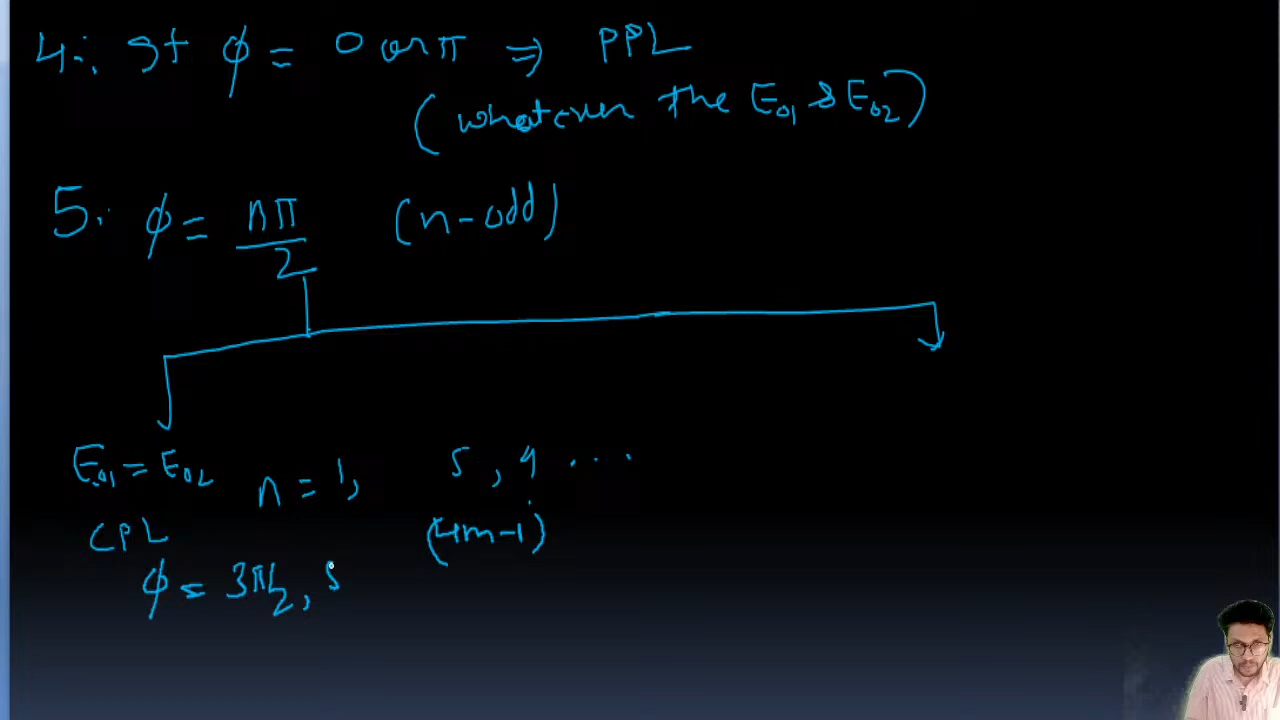 4:. If ϕ = 0 or π ⇒ PPL
(whatever the E₀₁ & E₀₂)
5. ϕ = nπ/2 (n-odd)
E₀₁ = E₀₂ n = 1, 5, 9 ...
CPL (4m-1)
ϕ = 3π/2, 5